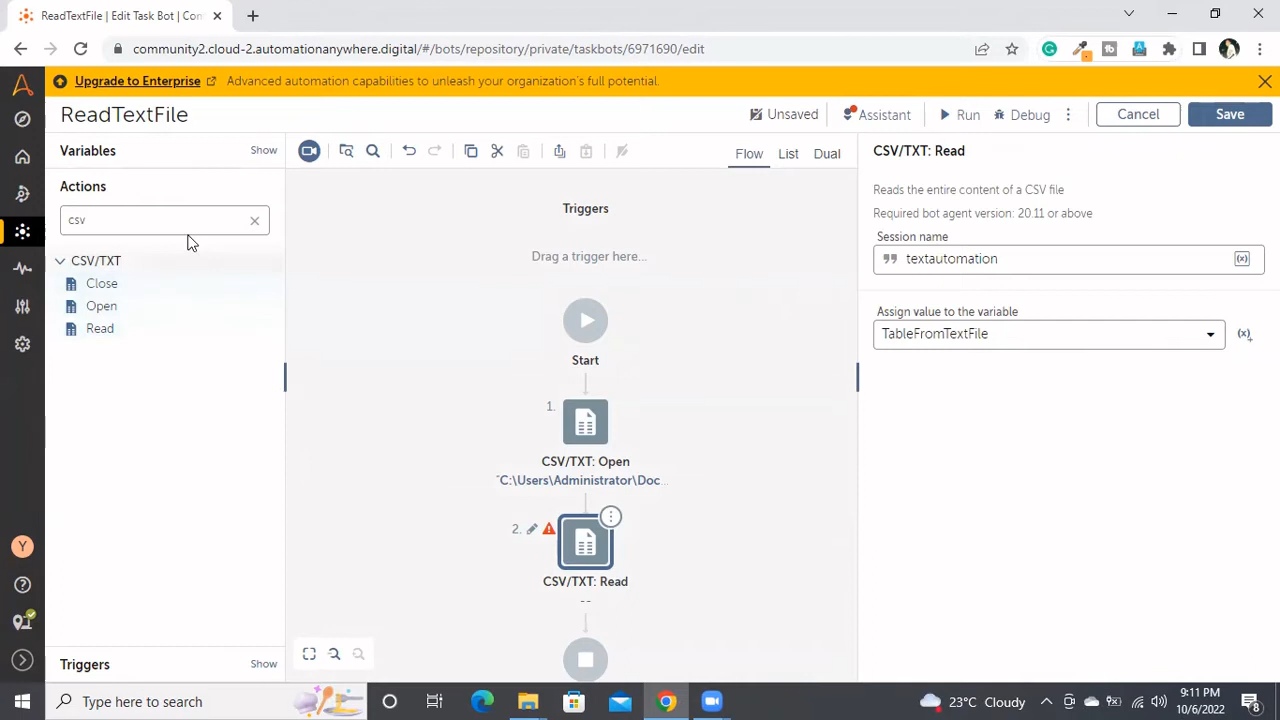 ReadTextFile | Edit Task Bot | Con
community2.cloud-2.automationanywhere.digital/#/bots/repository/private/taskbots/6971690/edit
Upgrade to Enterprise Advanced automation capabilities to unleash your organization's full potential.
ReadTextFile
Unsaved
Assistant
Run
Debug
Cancel
Save
Variables
Show
Actions
csv
CSV/TXT
Close
Open
Read
Triggers
Show
Flow
List
Dual
Triggers
Drag a trigger here...
Start
1.
CSV/TXT: Open
"C:\Users\Administrator\Doc...
2.
CSV/TXT: Read
--
CSV/TXT: Read
Reads the entire content of a CSV file
Required bot agent version: 20.11 or above
Session name
textautomation
(x)
Assign value to the variable
TableFromTextFile
(x)+
Y
Type here to search
23°C Cloudy
9:11 PM
10/6/2022
8